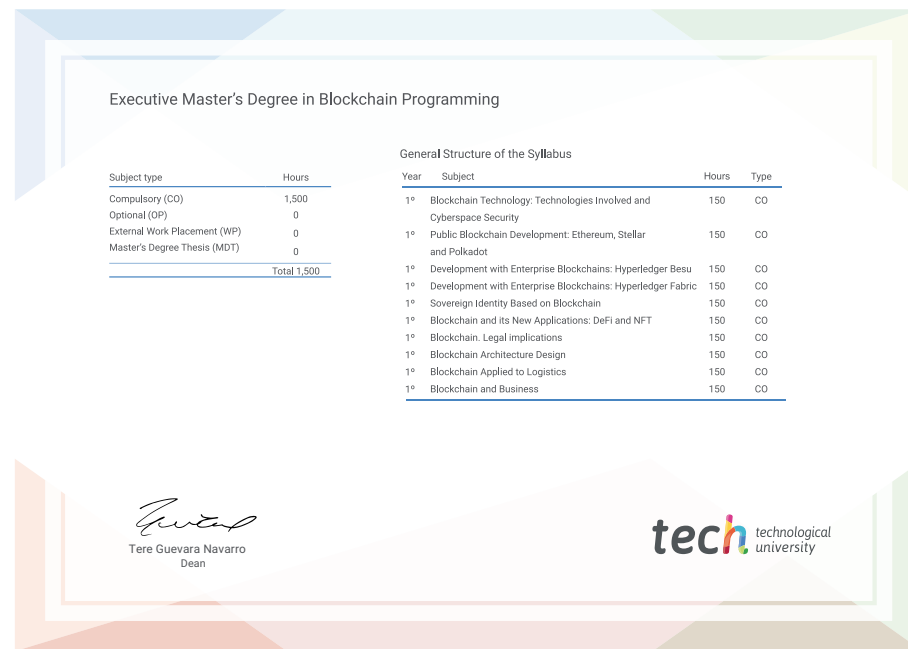 Executive Master's Degree in Blockchain Programming
Subject type Hours
Compulsory (CO) 1,500
Optional (OP) 0
External Work Placement (WP) 0
Master's Degree Thesis (MDT) 0
Total 1,500
General Structure of the Syllabus
Year Subject Hours Type
1º Blockchain Technology: Technologies Involved and 150 CO
Cyberspace Security
1º Public Blockchain Development: Ethereum, Stellar 150 CO
and Polkadot
1º Development with Enterprise Blockchains: Hyperledger Besu 150 CO
1º Development with Enterprise Blockchains: Hyperledger Fabric 150 CO
1º Sovereign Identity Based on Blockchain 150 CO
1º Blockchain and its New Applications: DeFi and NFT 150 CO
1º Blockchain. Legal implications 150 CO
1º Blockchain Architecture Design 150 CO
1º Blockchain Applied to Logistics 150 CO
1º Blockchain and Business 150 CO
Tere Guevara Navarro
Dean
tech technological
university